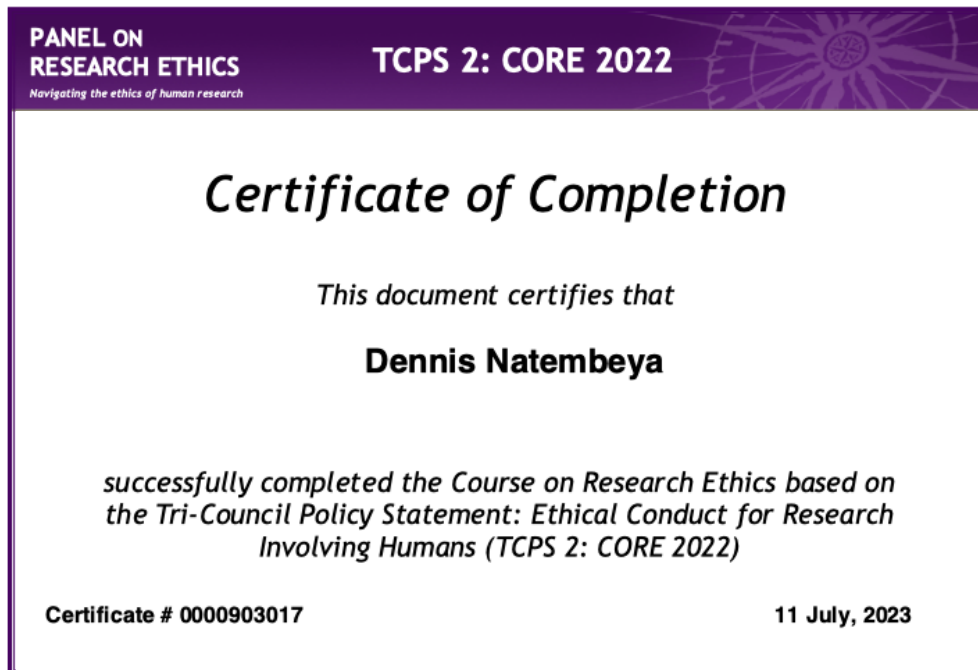 PANEL ON
RESEARCH ETHICS
Navigating the ethics of human research
TCPS 2: CORE 2022
Certificate of Completion
This document certifies that
Dennis Natembeya
successfully completed the Course on Research Ethics based on
the Tri-Council Policy Statement: Ethical Conduct for Research
Involving Humans (TCPS 2: CORE 2022)
Certificate # 0000903017
11 July, 2023